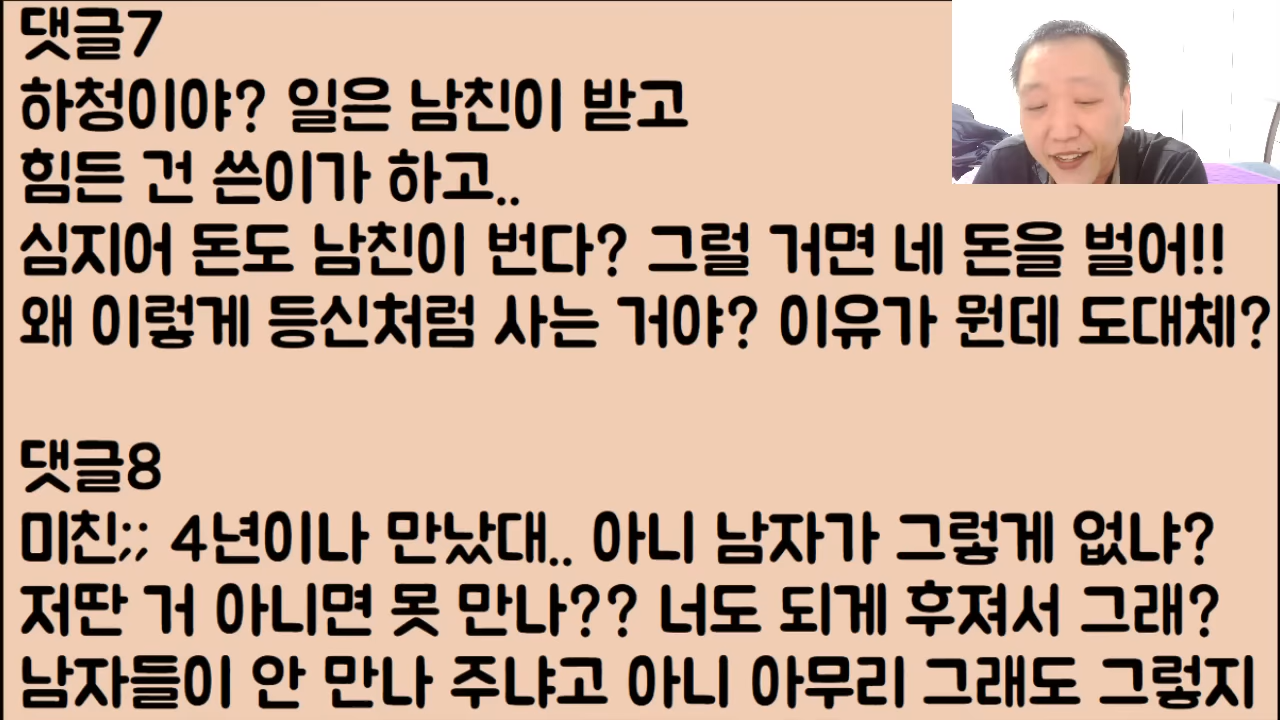 댓글7
하청이야? 일은 남친이 받고
힘든 건 쓴이가 하고..
심지어 돈도 남친이 번다? 그럴 거면 네 돈을 벌어!!
왜 이렇게 등신처럼 사는 거야? 이유가 뭔데 도대체?
댓글8
미친;; 4년이나 만났대.. 아니 남자가 그렇게 없냐?
저딴 거 아니면 못 만나?? 너도 되게 후져서 그래?
남자들이 안 만나 주냐고 아니 아무리 그래도 그렇지